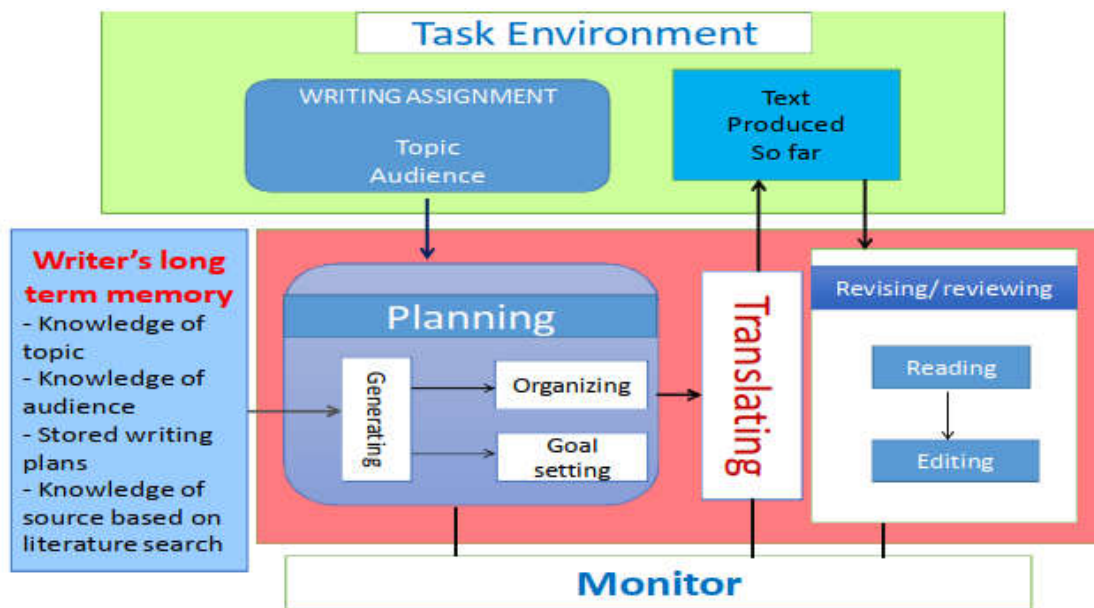 Task Environment
WRITING ASSIGNMENT
Topic
Audience
Text
Produced
So far
Writer's long
term memory
- Knowledge of
topic
- Knowledge of
audience
- Stored writing
plans
- Knowledge of
source based on
literature search
Planning
Generating
Organizing
Goal
setting
Translating
Revising/ reviewing
Reading
Editing
Monitor